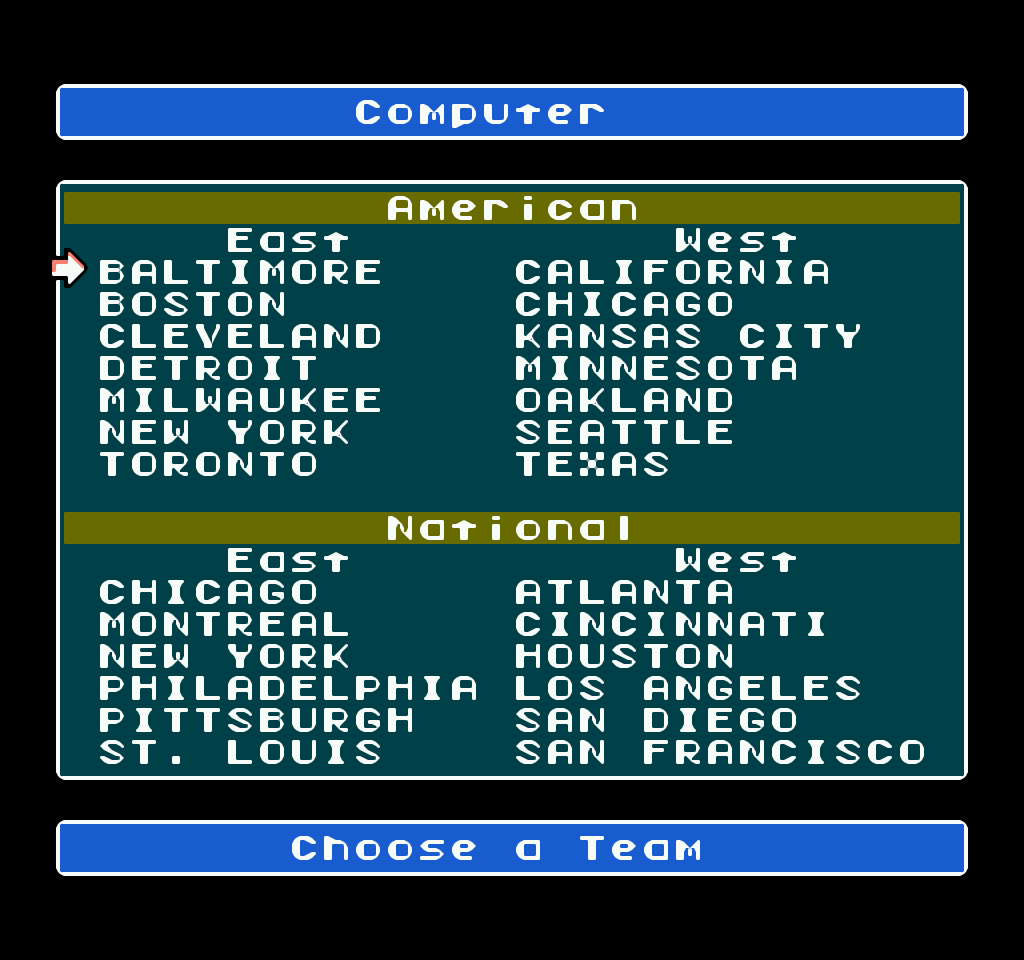 Computer
American
East West
BALTIMORE CALIFORNIA
BOSTON CHICAGO
CLEVELAND KANSAS CITY
DETROIT MINNESOTA
MILWAUKEE OAKLAND
NEW YORK SEATTLE
TORONTO TEXAS
National
East West
CHICAGO ATLANTA
MONTREAL CINCINNATI
NEW YORK HOUSTON
PHILADELPHIA LOS ANGELES
PITTSBURGH SAN DIEGO
ST. LOUIS SAN FRANCISCO
Choose a Team